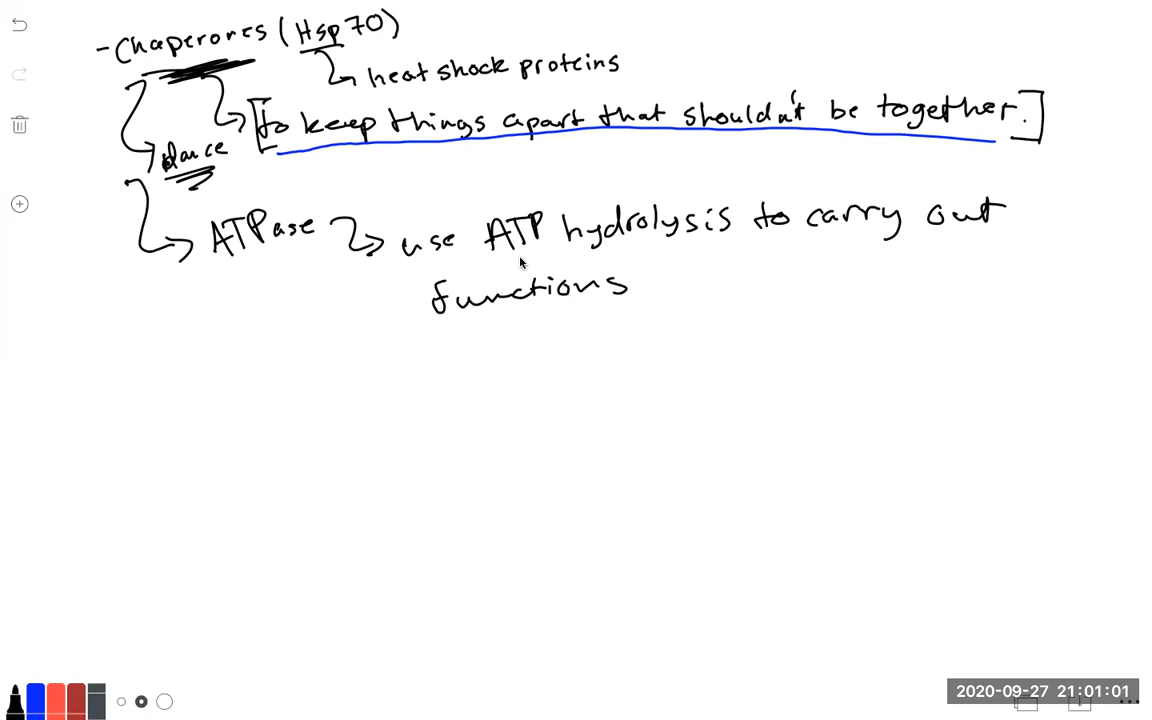 - Chaperones (Hsp70)
heat shock proteins
[to keep things apart that shouldn't be together.]
dance
ATPase
use ATP hydrolysis to carry out
functions
2020-09-27 21:01:01